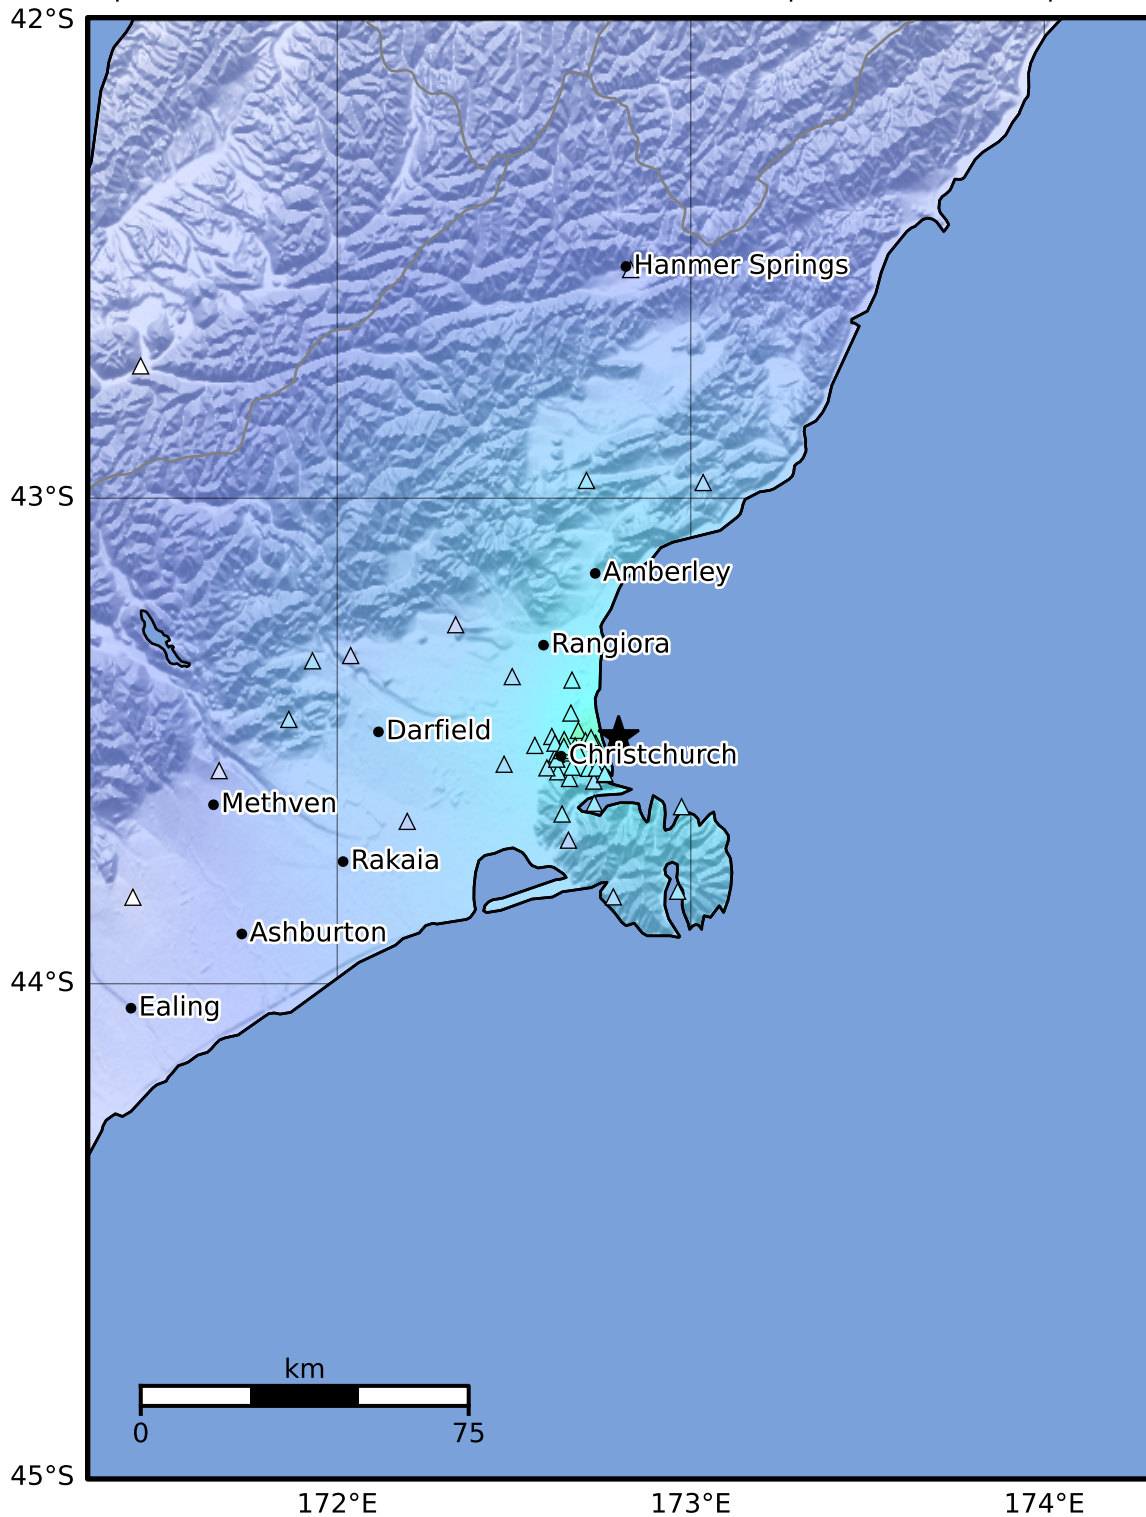 42°S
Hanmer Springs
43°S
Amberley
Rangiora
Darfield
Christchurch
Methven
Rakaia
Ashburton
44°S
Ealing
km
0 75
45°S
172°E 173°E 174°E